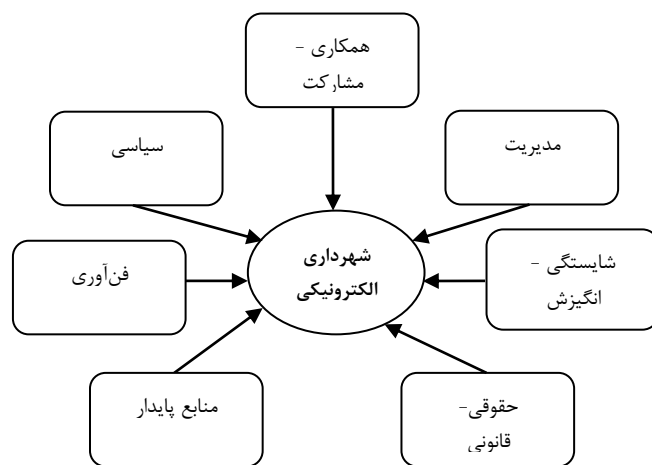 همکاری -
مشارکت
مدیریت
سیاسی
شایستگی -
انگیزش
شهرداری
الکترونیکی
فن‌آوری
حقوقی-
قانونی
منابع پایدار